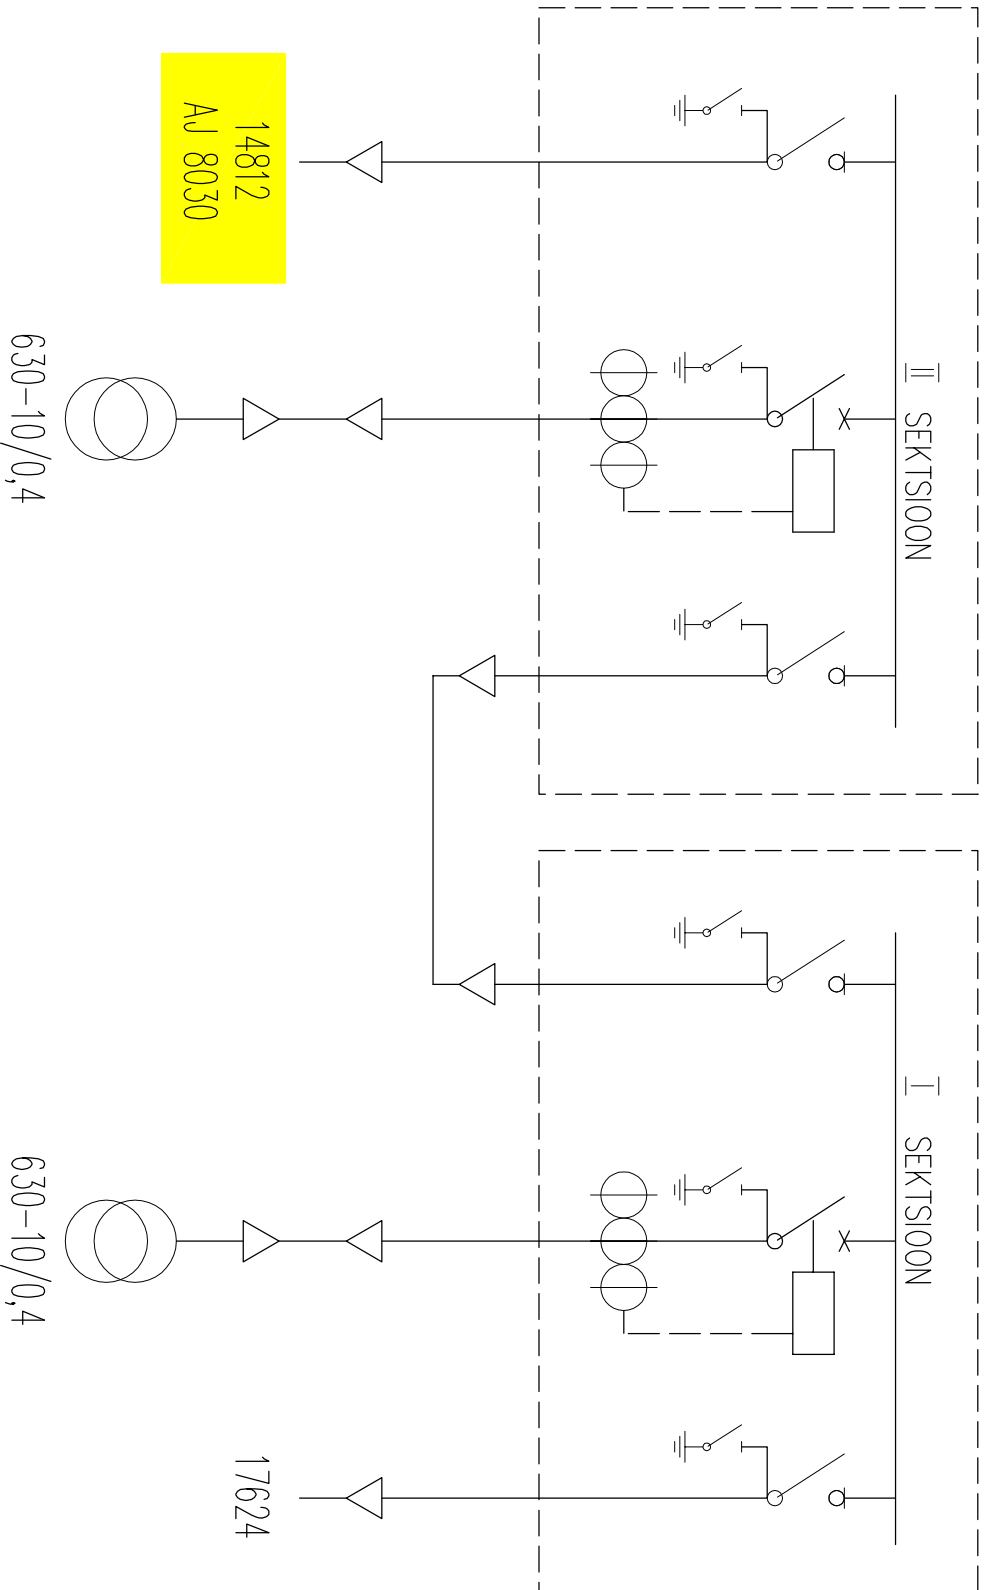 II SEKTSIOON
I SEKTSIOON
14812
AJ 8030
17624
630-10/0,4
630-10/0,4